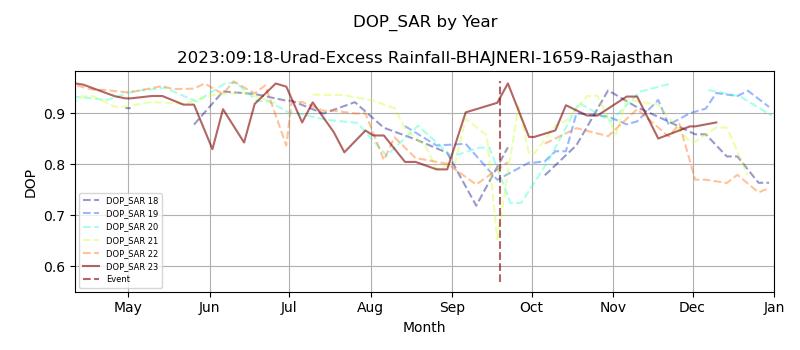 DOP_SAR by Year
2023:09:18-Urad-Excess Rainfall-BHAJNERI-1659-Rajasthan
DOP
0.9
0.8
0.7
0.6
DOP_SAR 18
DOP_SAR 19
DOP_SAR 20
DOP_SAR 21
DOP_SAR 22
DOP_SAR 23
Event
May Jun Jul Aug Sep Oct Nov Dec Jan
Month